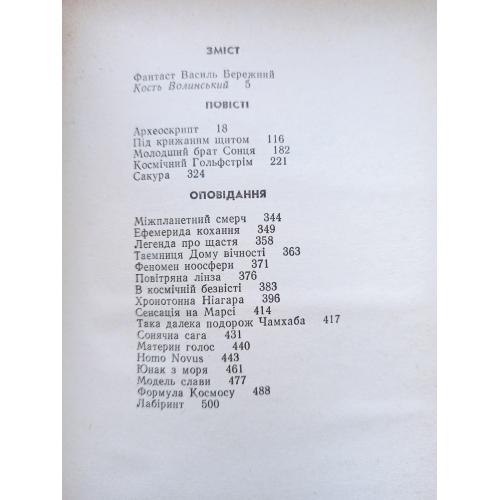 ЗМІСТ
Фантаст Василь Бережний
Кость Волинський 5
ПОВІСТІ
Археоскрипт 18
Під крижаним щитом 116
Молодший брат Сонця 182
Космічний Гольфстрім 221
Сакура 324
ОПОВІДАННЯ
Міжпланетний смерч 344
Ефемерида кохання 349
Легенда про щастя 358
Таємниця Дому вічності 363
Феномен ноосфери 371
Повітряна лінза 376
В космічній безвісті 383
Хронотонна Ніагара 396
Сенсація на Марсі 414
Така далека подорож Чамхаба 417
Сонячна сага 431
Материн голос 440
Homo Novus 443
Юнак з моря 461
Модель слави 477
Формула Космосу 488
Лабіринт 500